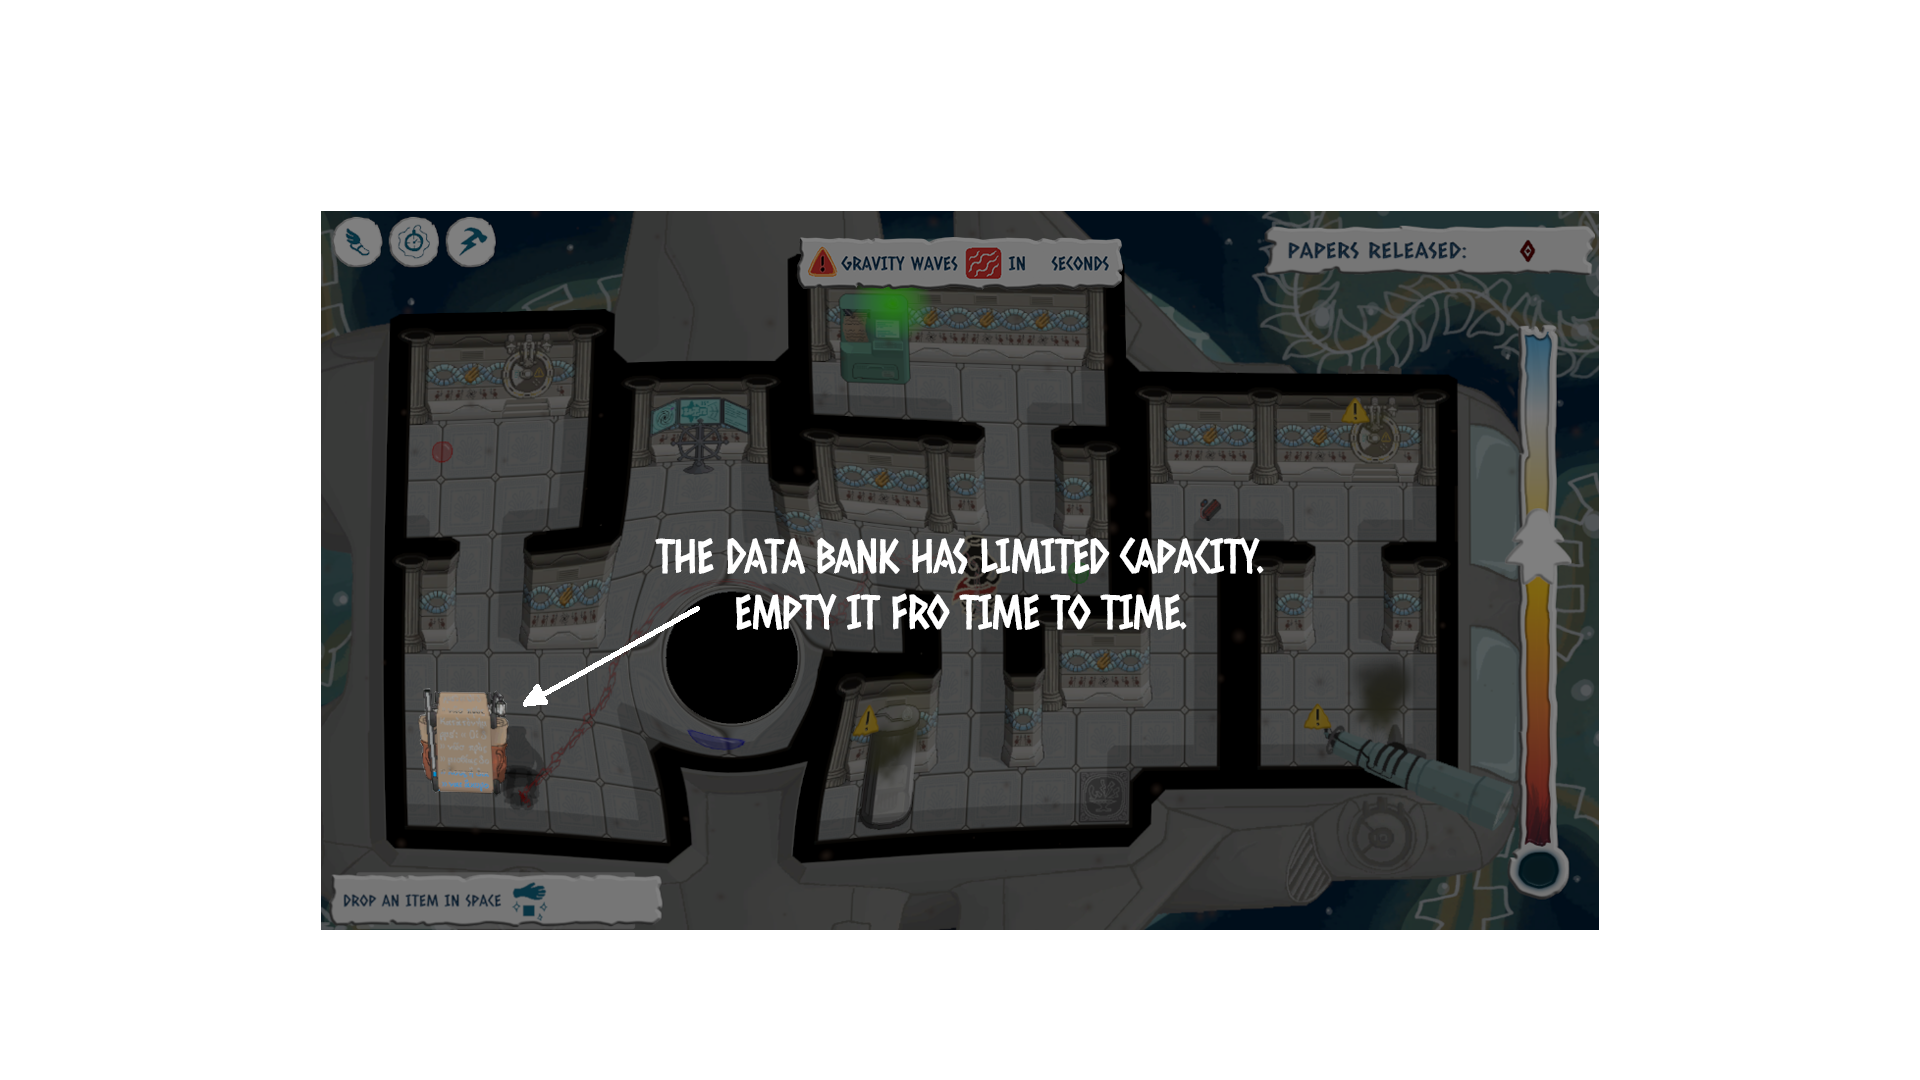 GRAVITY WAVES IN SECONDS
PAPERS RELEASED:
THE DATA BANK HAS LIMITED CAPACITY.
EMPTY IT FRO TIME TO TIME.
DROP AN ITEM IN SPACE